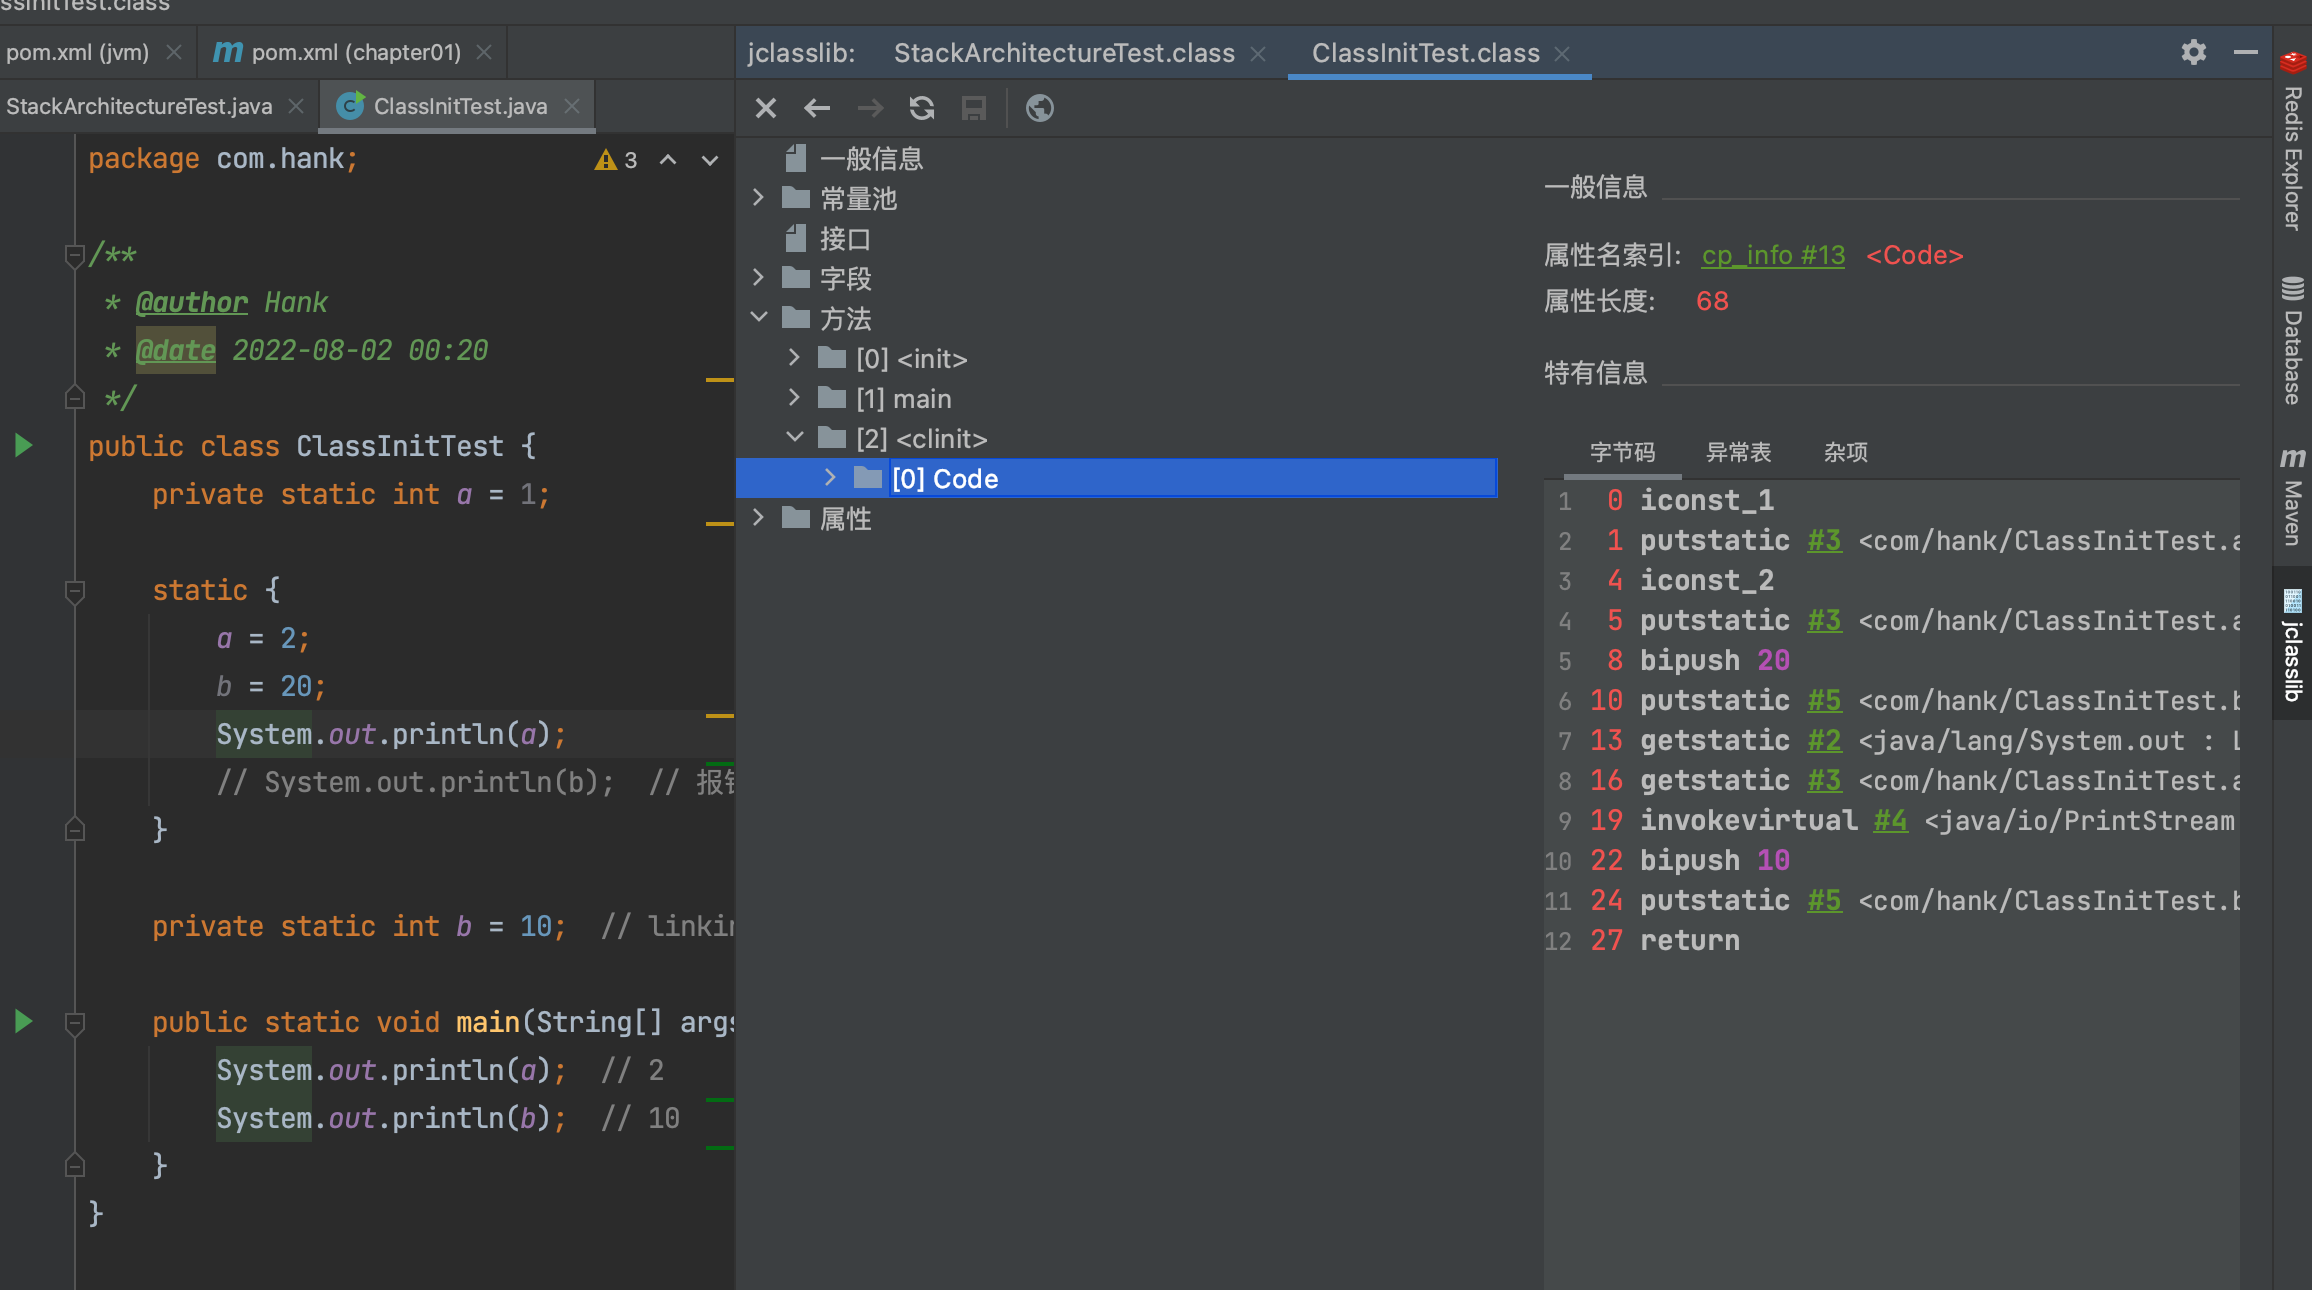 ssInitTest.class
pom.xml (jvm)
pom.xml (chapter01)
StackArchitectureTest.java
ClassInitTest.java
package com.hank;
3
/**
* @author Hank
* @date 2022-08-02 00:20
*/
public class ClassInitTest {
private static int a = 1;
static {
a = 2;
b = 20;
System.out.println(a);
// System.out.println(b);  // 报
}
private static int b = 10;  //
public static void main(String[] args
System.out.println(a);  // 2
System.out.println(b);  // 10
}
}
jclasslib:
StackArchitectureTest.class
ClassInitTest.class
一般信息
常量池
接口
字段
方法
[0] <init>
[1] main
[2] <clinit>
[0] Code
属性
一般信息
属性名索引: cp_info #13 <Code>
属性长度: 68
特有信息
字节码 异常表 杂项
1 0 iconst_1
2 1 putstatic #3 <com/hank/ClassInitTest.a
3 4 iconst_2
4 5 putstatic #3 <com/hank/ClassInitTest.a
5 8 bipush 20
6 10 putstatic #5 <com/hank/ClassInitTest.b
7 13 getstatic #2 <java/lang/System.out : L
8 16 getstatic #3 <com/hank/ClassInitTest.a
9 19 invokevirtual #4 <java/io/PrintStream
10 22 bipush 10
11 24 putstatic #5 <com/hank/ClassInitTest.b
12 27 return
Redis Explorer
Database
Maven
jclasslib